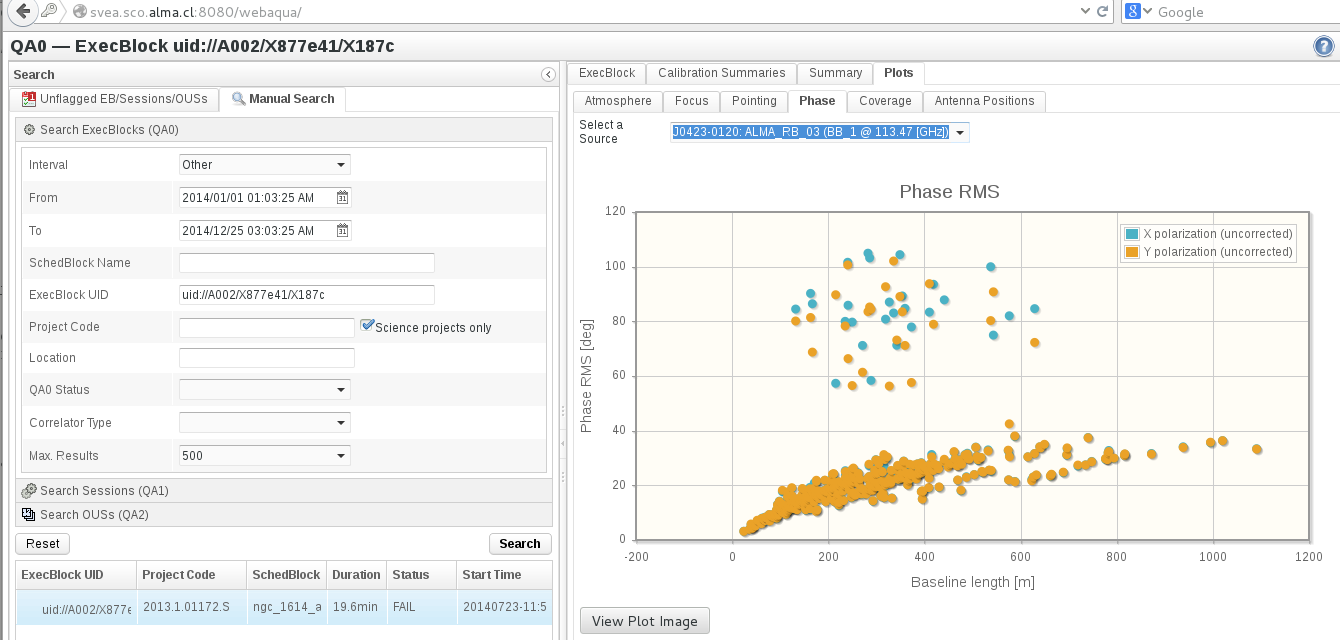 svea.sco.alma.cl:8080/webaqua/
Google
QA0 — ExecBlock uid://A002/X877e41/X187c
Search
Unflagged EB/Sessions/OUSs
Manual Search
Search ExecBlocks (QA0)
Interval Other
From 2014/01/01 01:03:25 AM
To 2014/12/25 03:03:25 AM
SchedBlock Name
ExecBlock UID uid://A002/X877e41/X187c
Project Code Science projects only
Location
QA0 Status
Correlator Type
Max. Results 500
Search Sessions (QA1)
Search OUSs (QA2)
Reset Search
ExecBlock UID Project Code SchedBlock Duration Status Start Time
uid://A002/X877e 2013.1.01172.S ngc_1614_a 19.6min FAIL 20140723-11:5
ExecBlock Calibration Summaries Summary Plots
Atmosphere Focus Pointing Phase Coverage Antenna Positions
Select a
Source
J0423-0120: ALMA_RB_03 (BB_1 @ 113.47 [GHz])
Phase RMS
X polarization (uncorrected)
Y polarization (uncorrected)
Phase RMS [deg]
120
100
80
60
40
20
0
-200 0 200 400 600 800 1000 1200
Baseline length [m]
View Plot Image